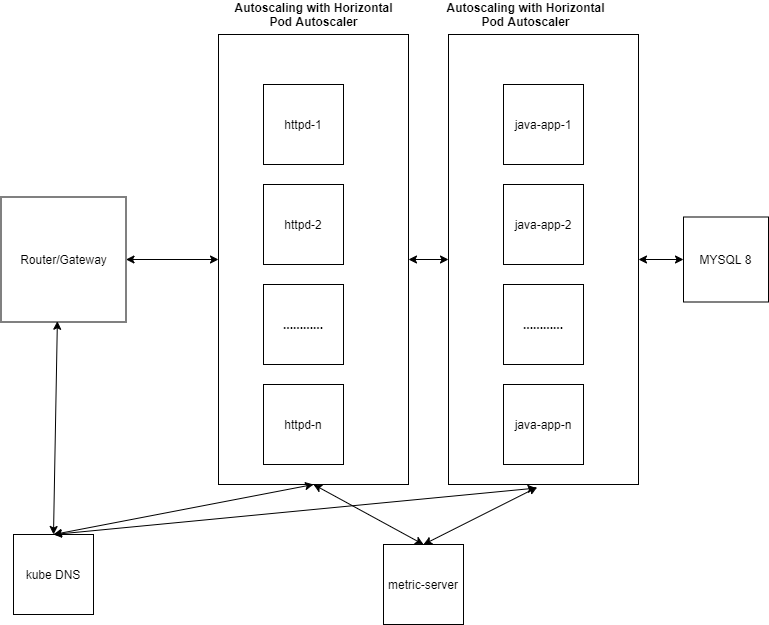 Autoscaling with Horizontal
Pod Autoscaler
Autoscaling with Horizontal
Pod Autoscaler
httpd-1
java-app-1
httpd-2
java-app-2
Router/Gateway
MYSQL 8
............
............
httpd-n
java-app-n
kube DNS
metric-server